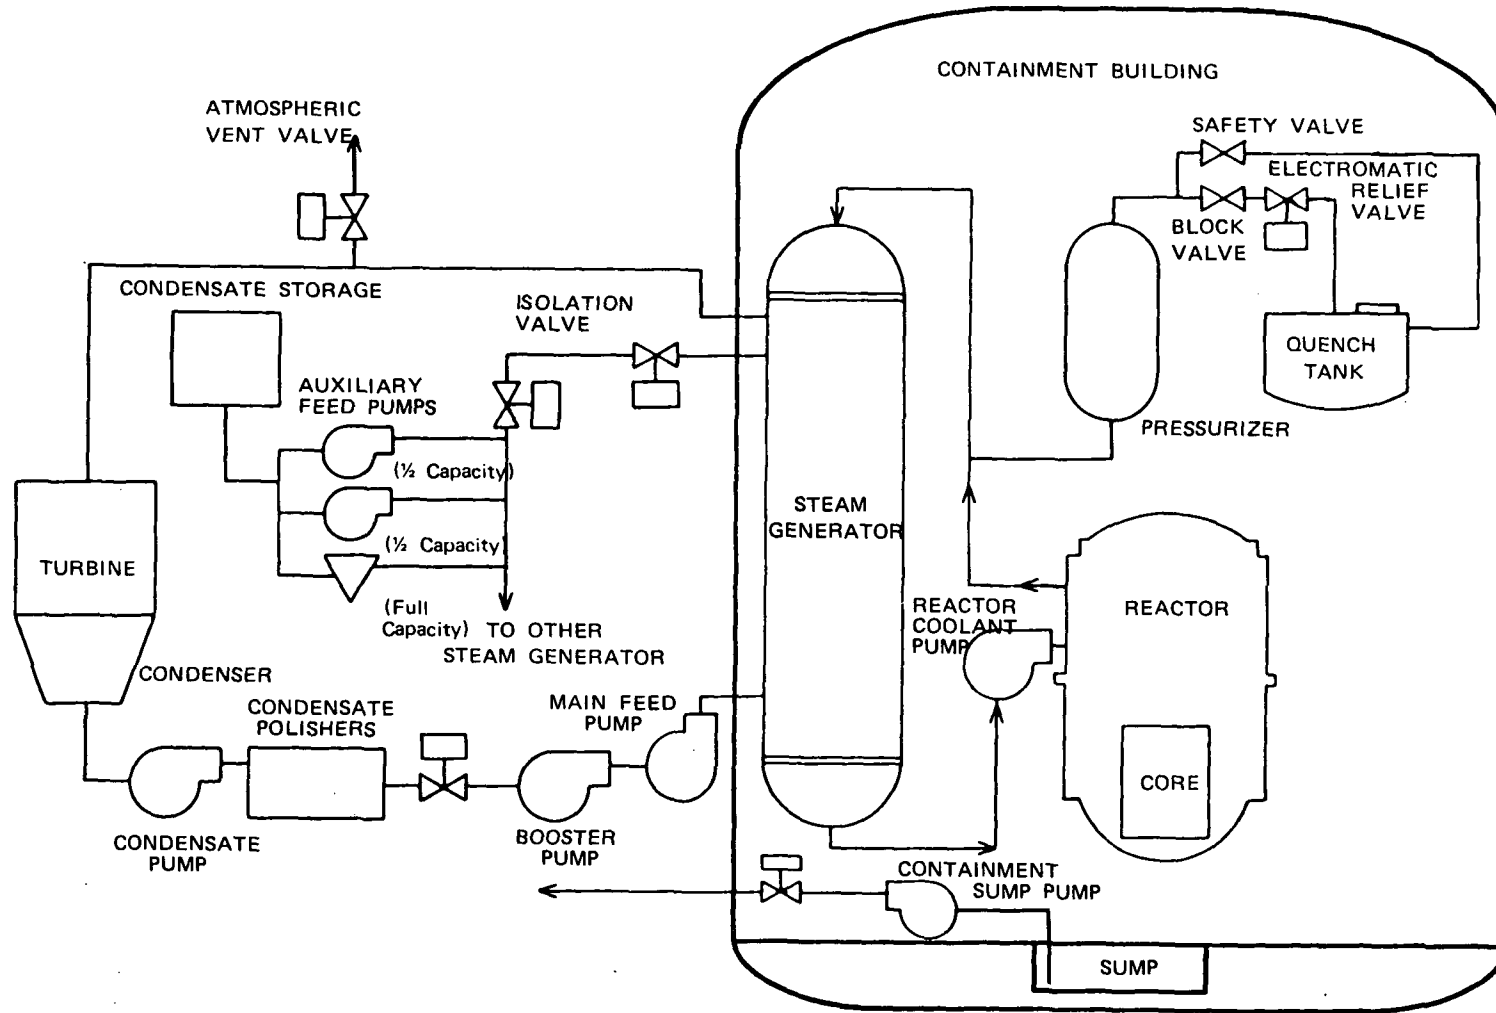 CONTAINMENT BUILDING
ATMOSPHERIC
VENT VALVE
SAFETY VALVE
ELECTROMATIC
RELIEF
VALVE
BLOCK
VALVE
CONDENSATE STORAGE
ISOLATION
VALVE
QUENCH
TANK
AUXILIARY
FEED PUMPS
PRESSURIZER
(½ Capacity)
STEAM
GENERATOR
(½ Capacity)
TURBINE
(Full
Capacity)
TO OTHER
STEAM GENERATOR
REACTOR
COOLANT
PUMP
REACTOR
CONDENSER
CONDENSATE
POLISHERS
MAIN FEED
PUMP
CORE
CONDENSATE
PUMP
BOOSTER
PUMP
CONTAINMENT
SUMP PUMP
SUMP